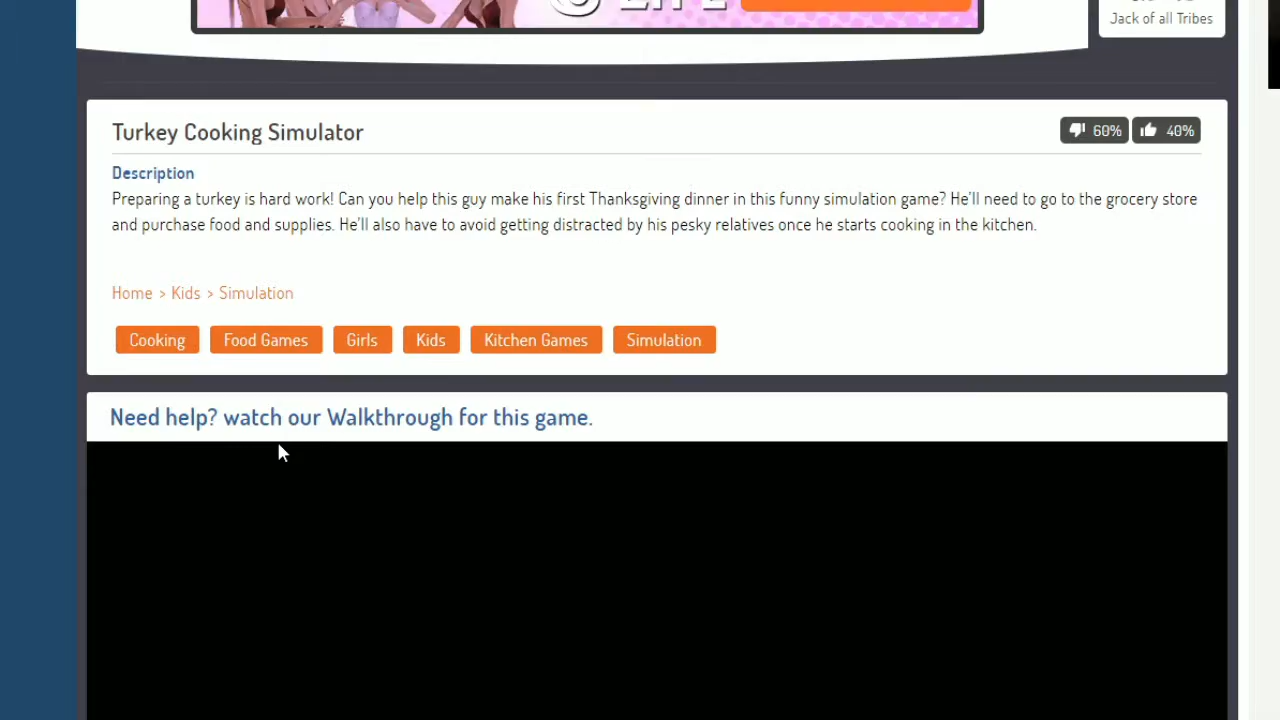 LIFE
Jack of all Tribes
Turkey Cooking Simulator
60% 40%
Description
Preparing a turkey is hard work! Can you help this guy make his first Thanksgiving dinner in this funny simulation game? He'll need to go to the grocery store
and purchase food and supplies. He'll also have to avoid getting distracted by his pesky relatives once he starts cooking in the kitchen.
Home > Kids > Simulation
Cooking Food Games Girls Kids Kitchen Games Simulation
Need help? watch our Walkthrough for this game.